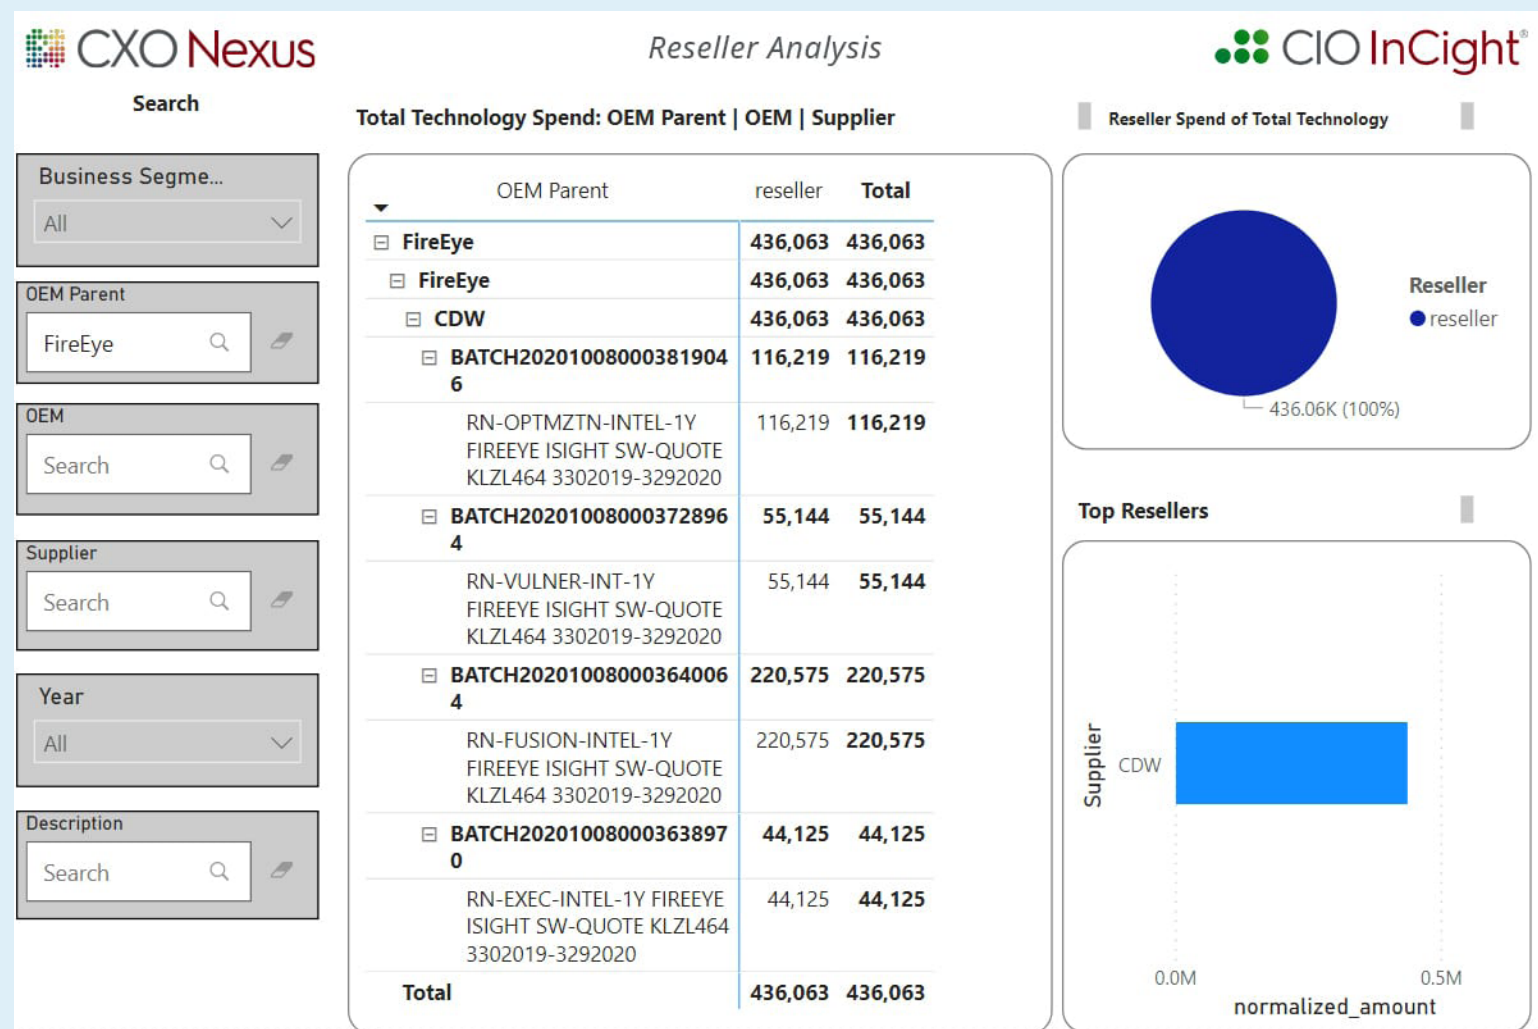 CXO Nexus
Reseller Analysis
CIO InCight®
Search
Total Technology Spend: OEM Parent | OEM | Supplier
Reseller Spend of Total Technology
Business Segme...
All
OEM Parent
FireEye
OEM
Search
Supplier
Search
Year
All
Description
Search
OEM Parent reseller Total
FireEye 436,063 436,063
FireEye 436,063 436,063
CDW 436,063 436,063
BATCH20201008000381904 116,219 116,219
6
RN-OPTMZTN-INTEL-1Y 116,219 116,219
FIREEYE ISIGHT SW-QUOTE
KLZL464 3302019-3292020
BATCH20201008000372896 55,144 55,144
4
RN-VULNER-INT-1Y 55,144 55,144
FIREEYE ISIGHT SW-QUOTE
KLZL464 3302019-3292020
BATCH20201008000364006 220,575 220,575
4
RN-FUSION-INTEL-1Y 220,575 220,575
FIREEYE ISIGHT SW-QUOTE
KLZL464 3302019-3292020
BATCH20201008000363897 44,125 44,125
0
RN-EXEC-INTEL-1Y FIREEYE 44,125 44,125
ISIGHT SW-QUOTE KLZL464
3302019-3292020
Total 436,063 436,063
Reseller
reseller
436.06K (100%)
Top Resellers
Supplier
CDW
0.0M 0.5M
normalized_amount